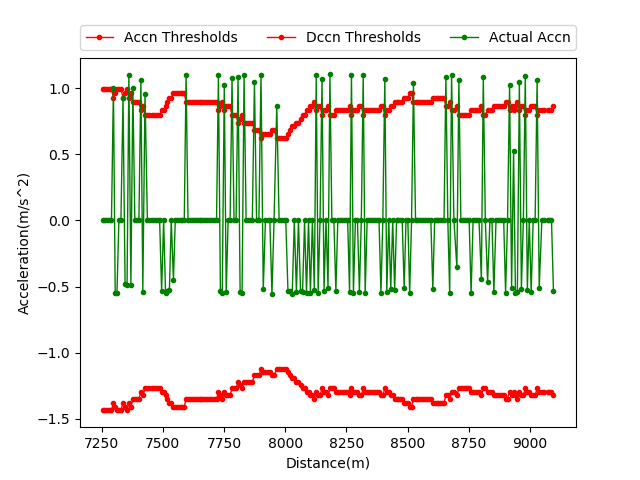 Accn Thresholds Dccn Thresholds Actual Accn
1.0
0.5
0.0
−0.5
−1.0
−1.5
Acceleration(m/s^2)
7250 7500 7750 8000 8250 8500 8750 9000
Distance(m)